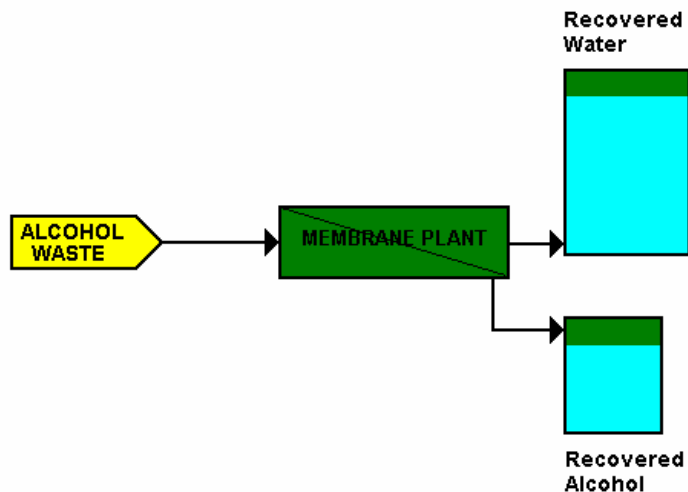 Recovered
Water
ALCOHOL
WASTE
MEMBRANE PLANT
Recovered
Alcohol